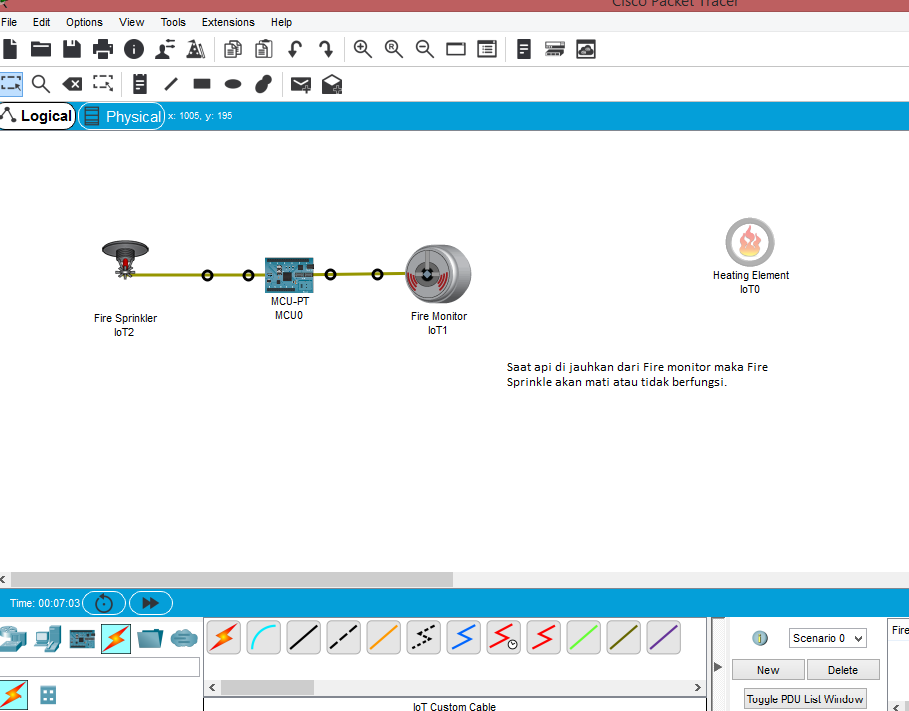 Cisco Packet Tracer
File Edit Options View Tools Extensions Help
Logical Physical x: 1005, y: 195
Heating Element
IoT0
MCU-PT
MCU0
Fire Sprinkler
IoT2
Fire Monitor
IoT1
Saat api di jauhkan dari Fire monitor maka Fire
Sprinkle akan mati atau tidak berfungsi.
Time: 00:07:03
Scenario 0
Fire
New Delete
Toggle PDU List Window
IoT Custom Cable